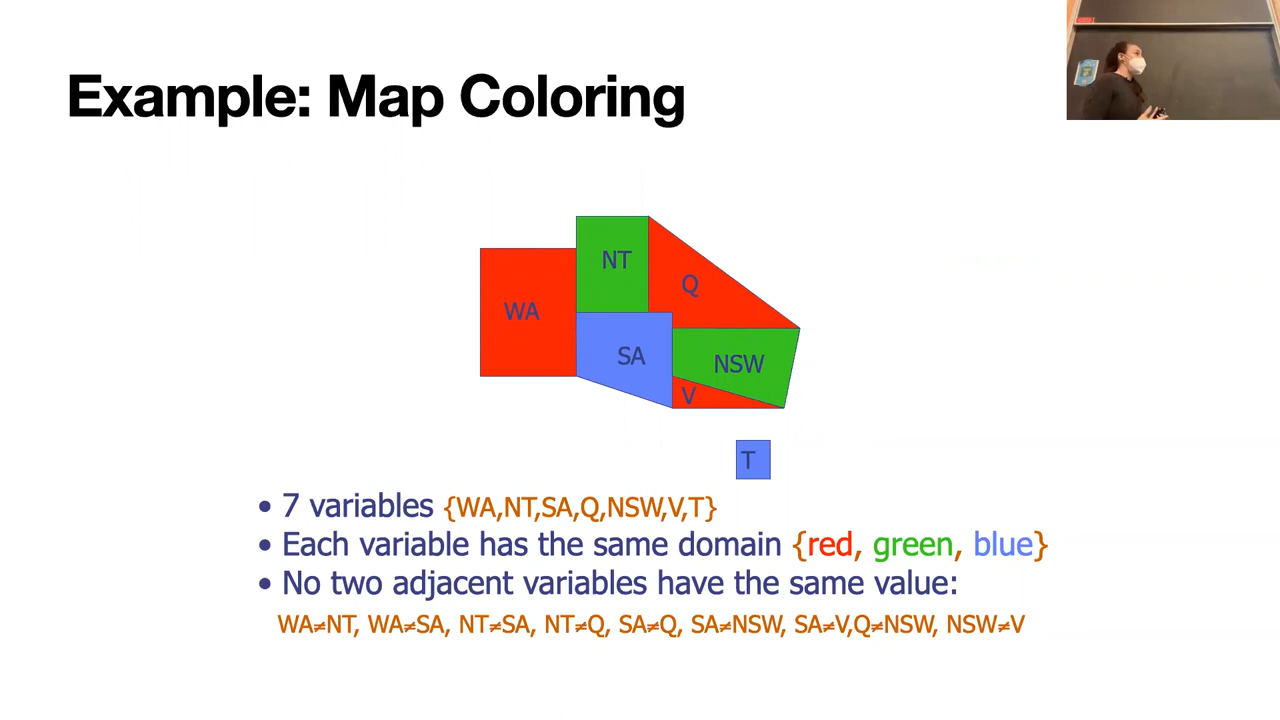 Example: Map Coloring
NT
Q
WA
SA
NSW
V
T
• 7 variables {WA,NT,SA,Q,NSW,V,T}
• Each variable has the same domain {red, green, blue}
• No two adjacent variables have the same value:
WA≠NT, WA≠SA, NT≠SA, NT≠Q, SA≠Q, SA≠NSW, SA≠V,Q≠NSW, NSW≠V